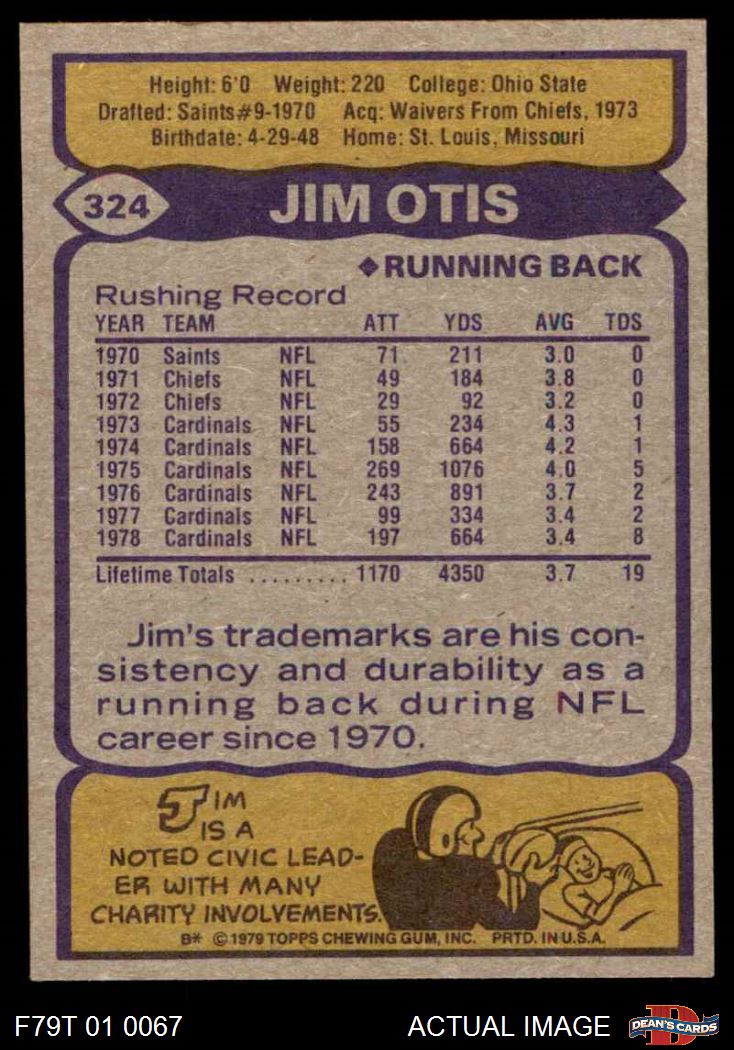 Height: 6'0 Weight: 220 College: Ohio State
Drafted: Saints#9-1970 Acq: Waivers From Chiefs, 1973
Birthdate: 4-29-48 Home: St. Louis, Missouri
324 JIM OTIS
◆RUNNING BACK
Rushing Record
YEAR TEAM ATT YDS AVG TDS
1970 Saints NFL 71 211 3.0 0
1971 Chiefs NFL 49 184 3.8 0
1972 Chiefs NFL 29 92 3.2 0
1973 Cardinals NFL 55 234 4.3 1
1974 Cardinals NFL 158 664 4.2 1
1975 Cardinals NFL 269 1076 4.0 5
1976 Cardinals NFL 243 891 3.7 2
1977 Cardinals NFL 99 334 3.4 2
1978 Cardinals NFL 197 664 3.4 8
Lifetime Totals ......... 1170 4350 3.7 19
Jim's trademarks are his con-
sistency and durability as a
running back during NFL
career since 1970.
JIM
IS A
NOTED CIVIC LEAD-
ER WITH MANY
CHARITY INVOLVEMENTS.
B* ©1979 TOPPS CHEWING GUM, INC. PRTD. IN U.S.A.
F79T 01 0067 ACTUAL IMAGE D DEAN'S CARDS